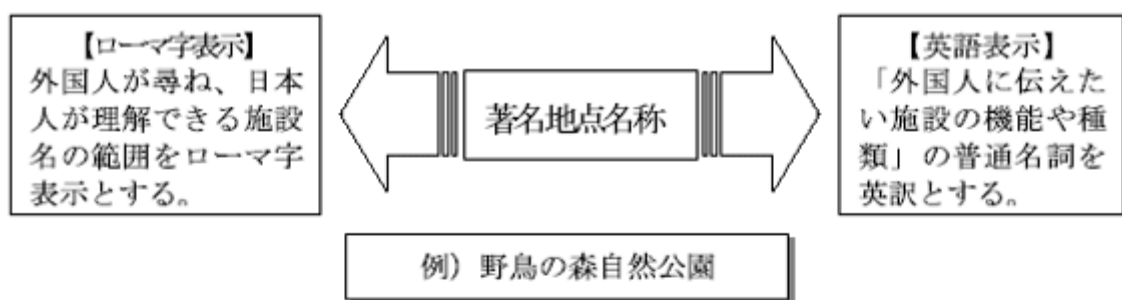 【ローマ字表示】
外国人が尋ね、日本
人が理解できる施設
名の範囲をローマ字
表示とする。
著名地点名称
【英語表示】
「外国人に伝えた
い施設の機能や種
類」の普通名詞を
英訳とする。
例）野鳥の森自然公園